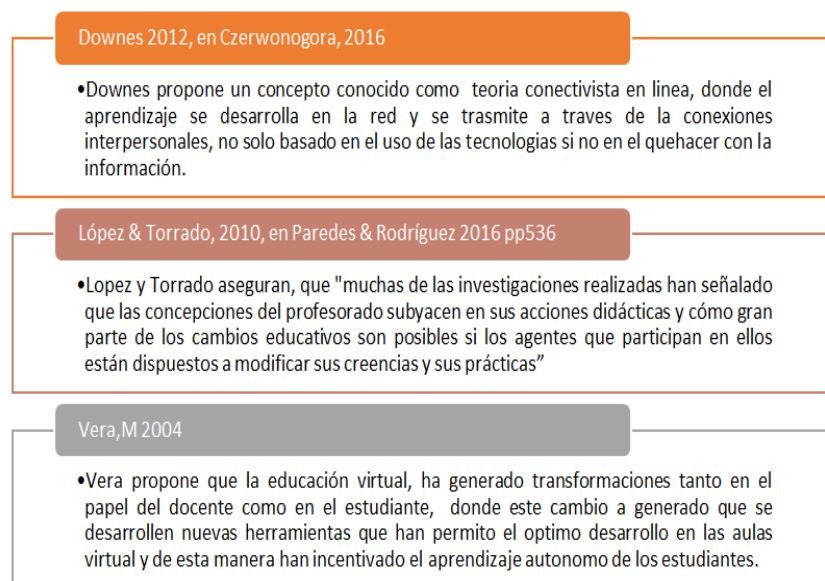 Downes 2012, en Czerwonogora, 2016
•Downes propone un concepto conocido como teoria conectivista en linea, donde el
aprendizaje se desarrolla en la red y se trasmite a traves de la conexiones
interpersonales, no solo basado en el uso de las tecnologias si no en el quehacer con la
información.
López & Torrado, 2010, en Paredes & Rodríguez 2016 pp536
•Lopez y Torrado aseguran, que "muchas de las investigaciones realizadas han señalado
que las concepciones del profesorado subyacen en sus acciones didácticas y cómo gran
parte de los cambios educativos son posibles si los agentes que participan en ellos
están dispuestos a modificar sus creencias y sus prácticas”
Vera,M 2004
•Vera propone que la educación virtual, ha generado transformaciones tanto en el
papel del docente como en el estudiante, donde este cambio a generado que se
desarrollen nuevas herramientas que han permito el optimo desarrollo en las aulas
virtual y de esta manera han incentivado el aprendizaje autonomo de los estudiantes.